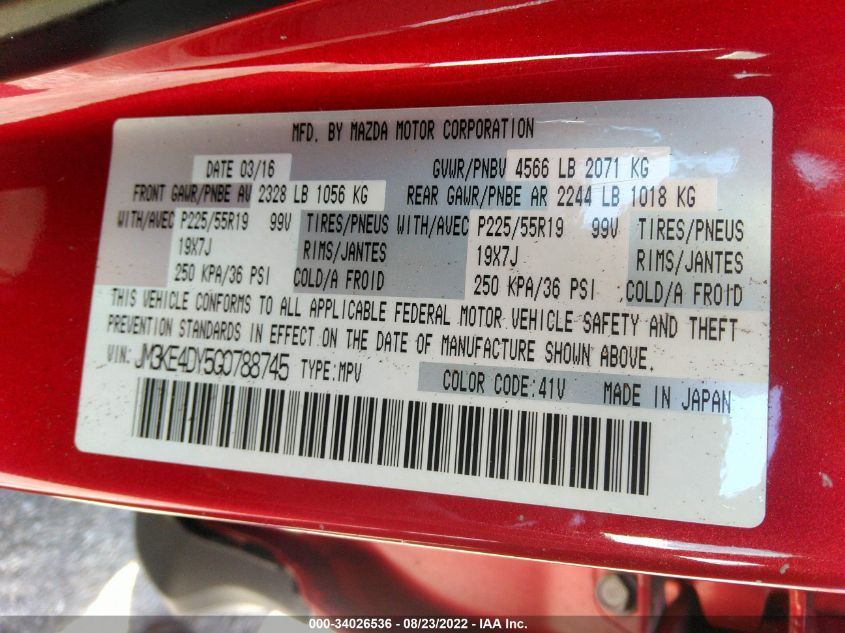 MFD. BY MAZDA MOTOR CORPORATION
DATE 03/16 GVWR/PNBV 4566 LB 2071 KG
FRONT GAWR/PNBE AV 2328 LB 1056 KG REAR GAWR/PNBE AR 2244 LB 1018 KG
WITH/AVEC P225/55R19 99V TIRES/PNEUS WITH/AVEC P225/55R19 99V TIRES/PNEUS
19X7J RIMS/JANTES 19X7J RIMS/JANTES
250 KPA/36 PSI COLD/A FROID 250 KPA/36 PSI COLD/A FROID
THIS VEHICLE CONFORMS TO ALL APPLICABLE FEDERAL MOTOR VEHICLE SAFETY AND THEFT
PREVENTION STANDARDS IN EFFECT ON THE DATE OF MANUFACTURE SHOWN ABOVE.
VIN: JM3KE4DY5G0788745 TYPE:MPV
COLOR CODE:41V MADE IN JAPAN
000-34026536 - 08/23/2022 - IAA Inc.